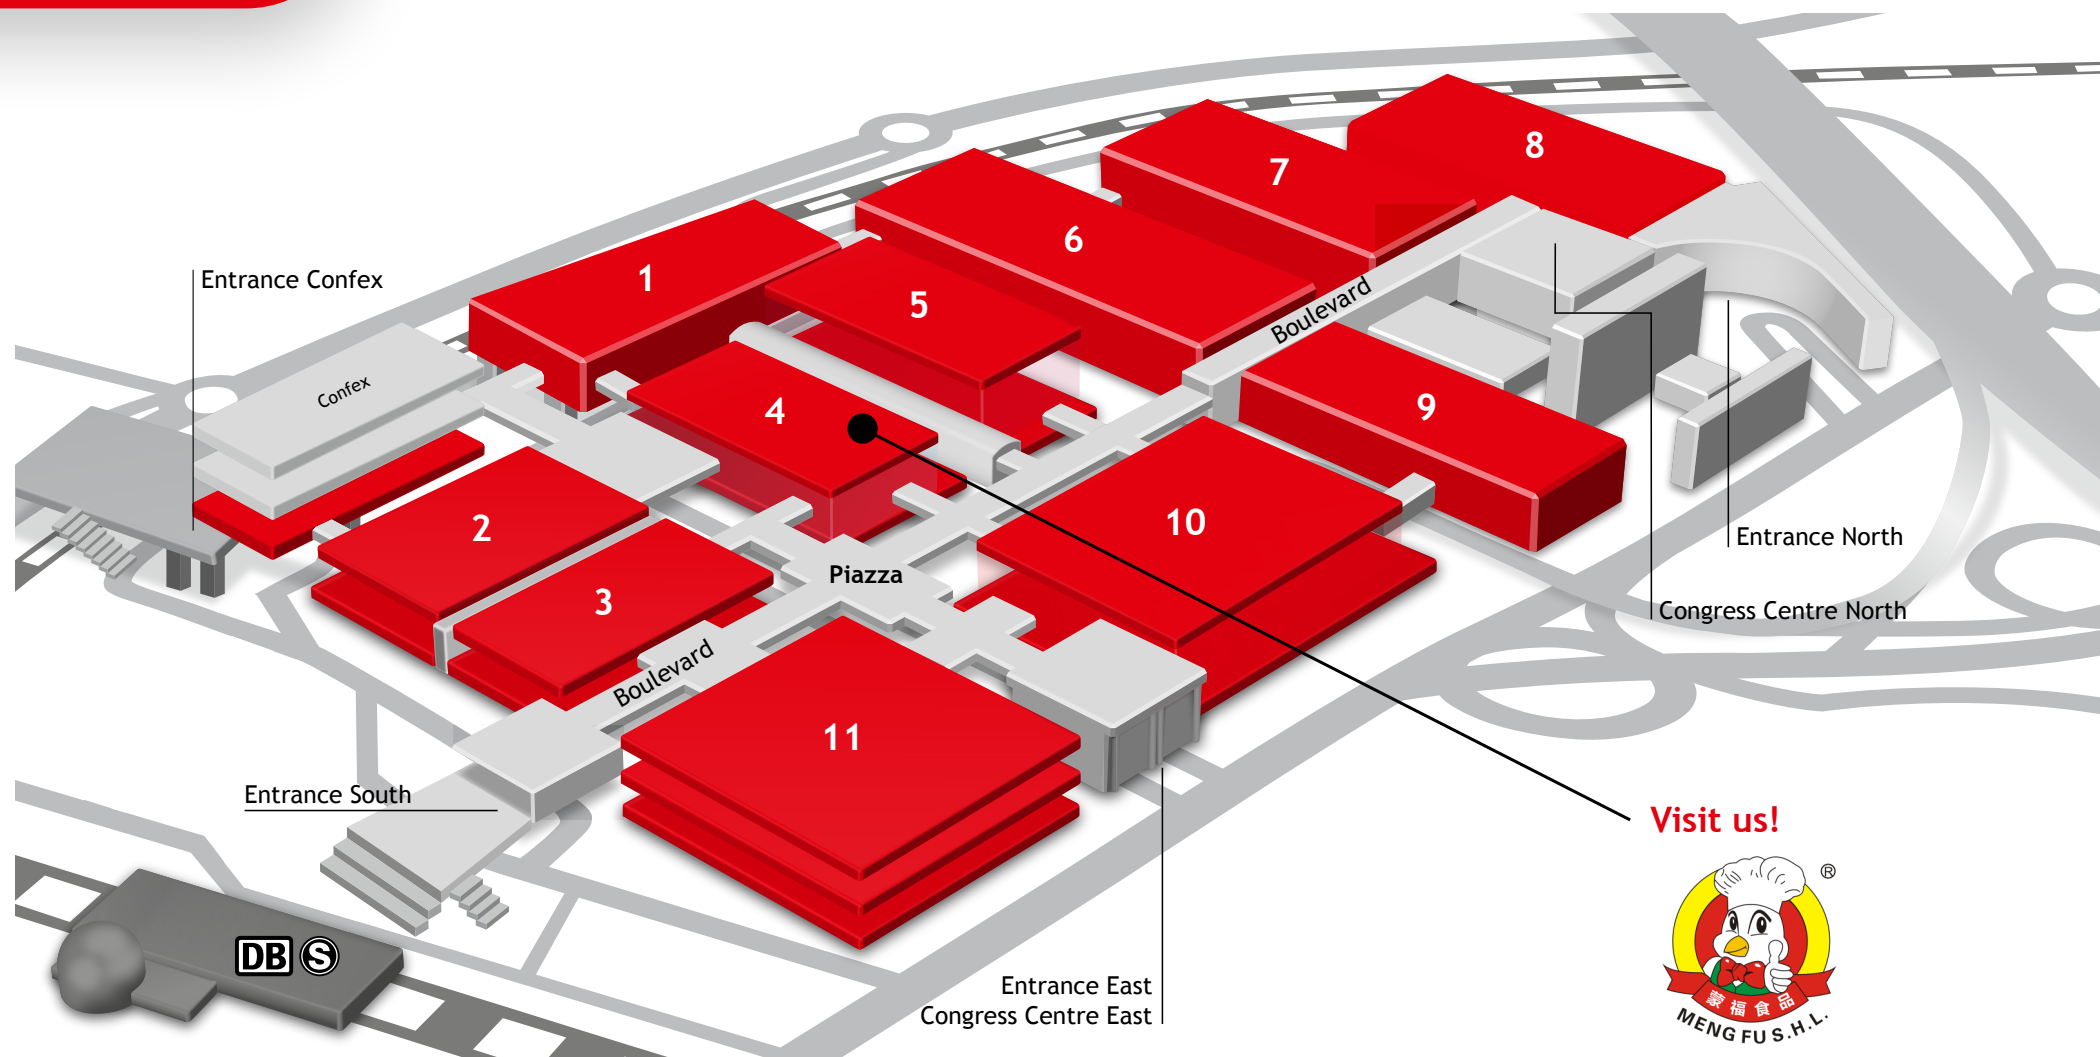 8
7
6
1
Entrance Confex
5
Boulevard
Confex
4
9
2
10
Entrance North
Piazza
3
Congress Centre North
Boulevard
11
Entrance South
Visit us!
®
DB S
Entrance East
Congress Centre East
蒙福食品
MENG FU S.H.L.